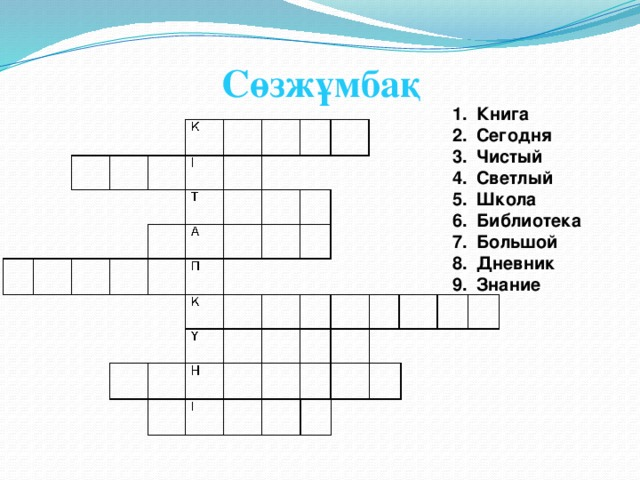 Сөзжұмбақ
К
І
Т
А
П
К
Ү
Н
І
1. Книга
2. Сегодня
3. Чистый
4. Светлый
5. Школа
6. Библиотека
7. Большой
8. Дневник
9. Знание